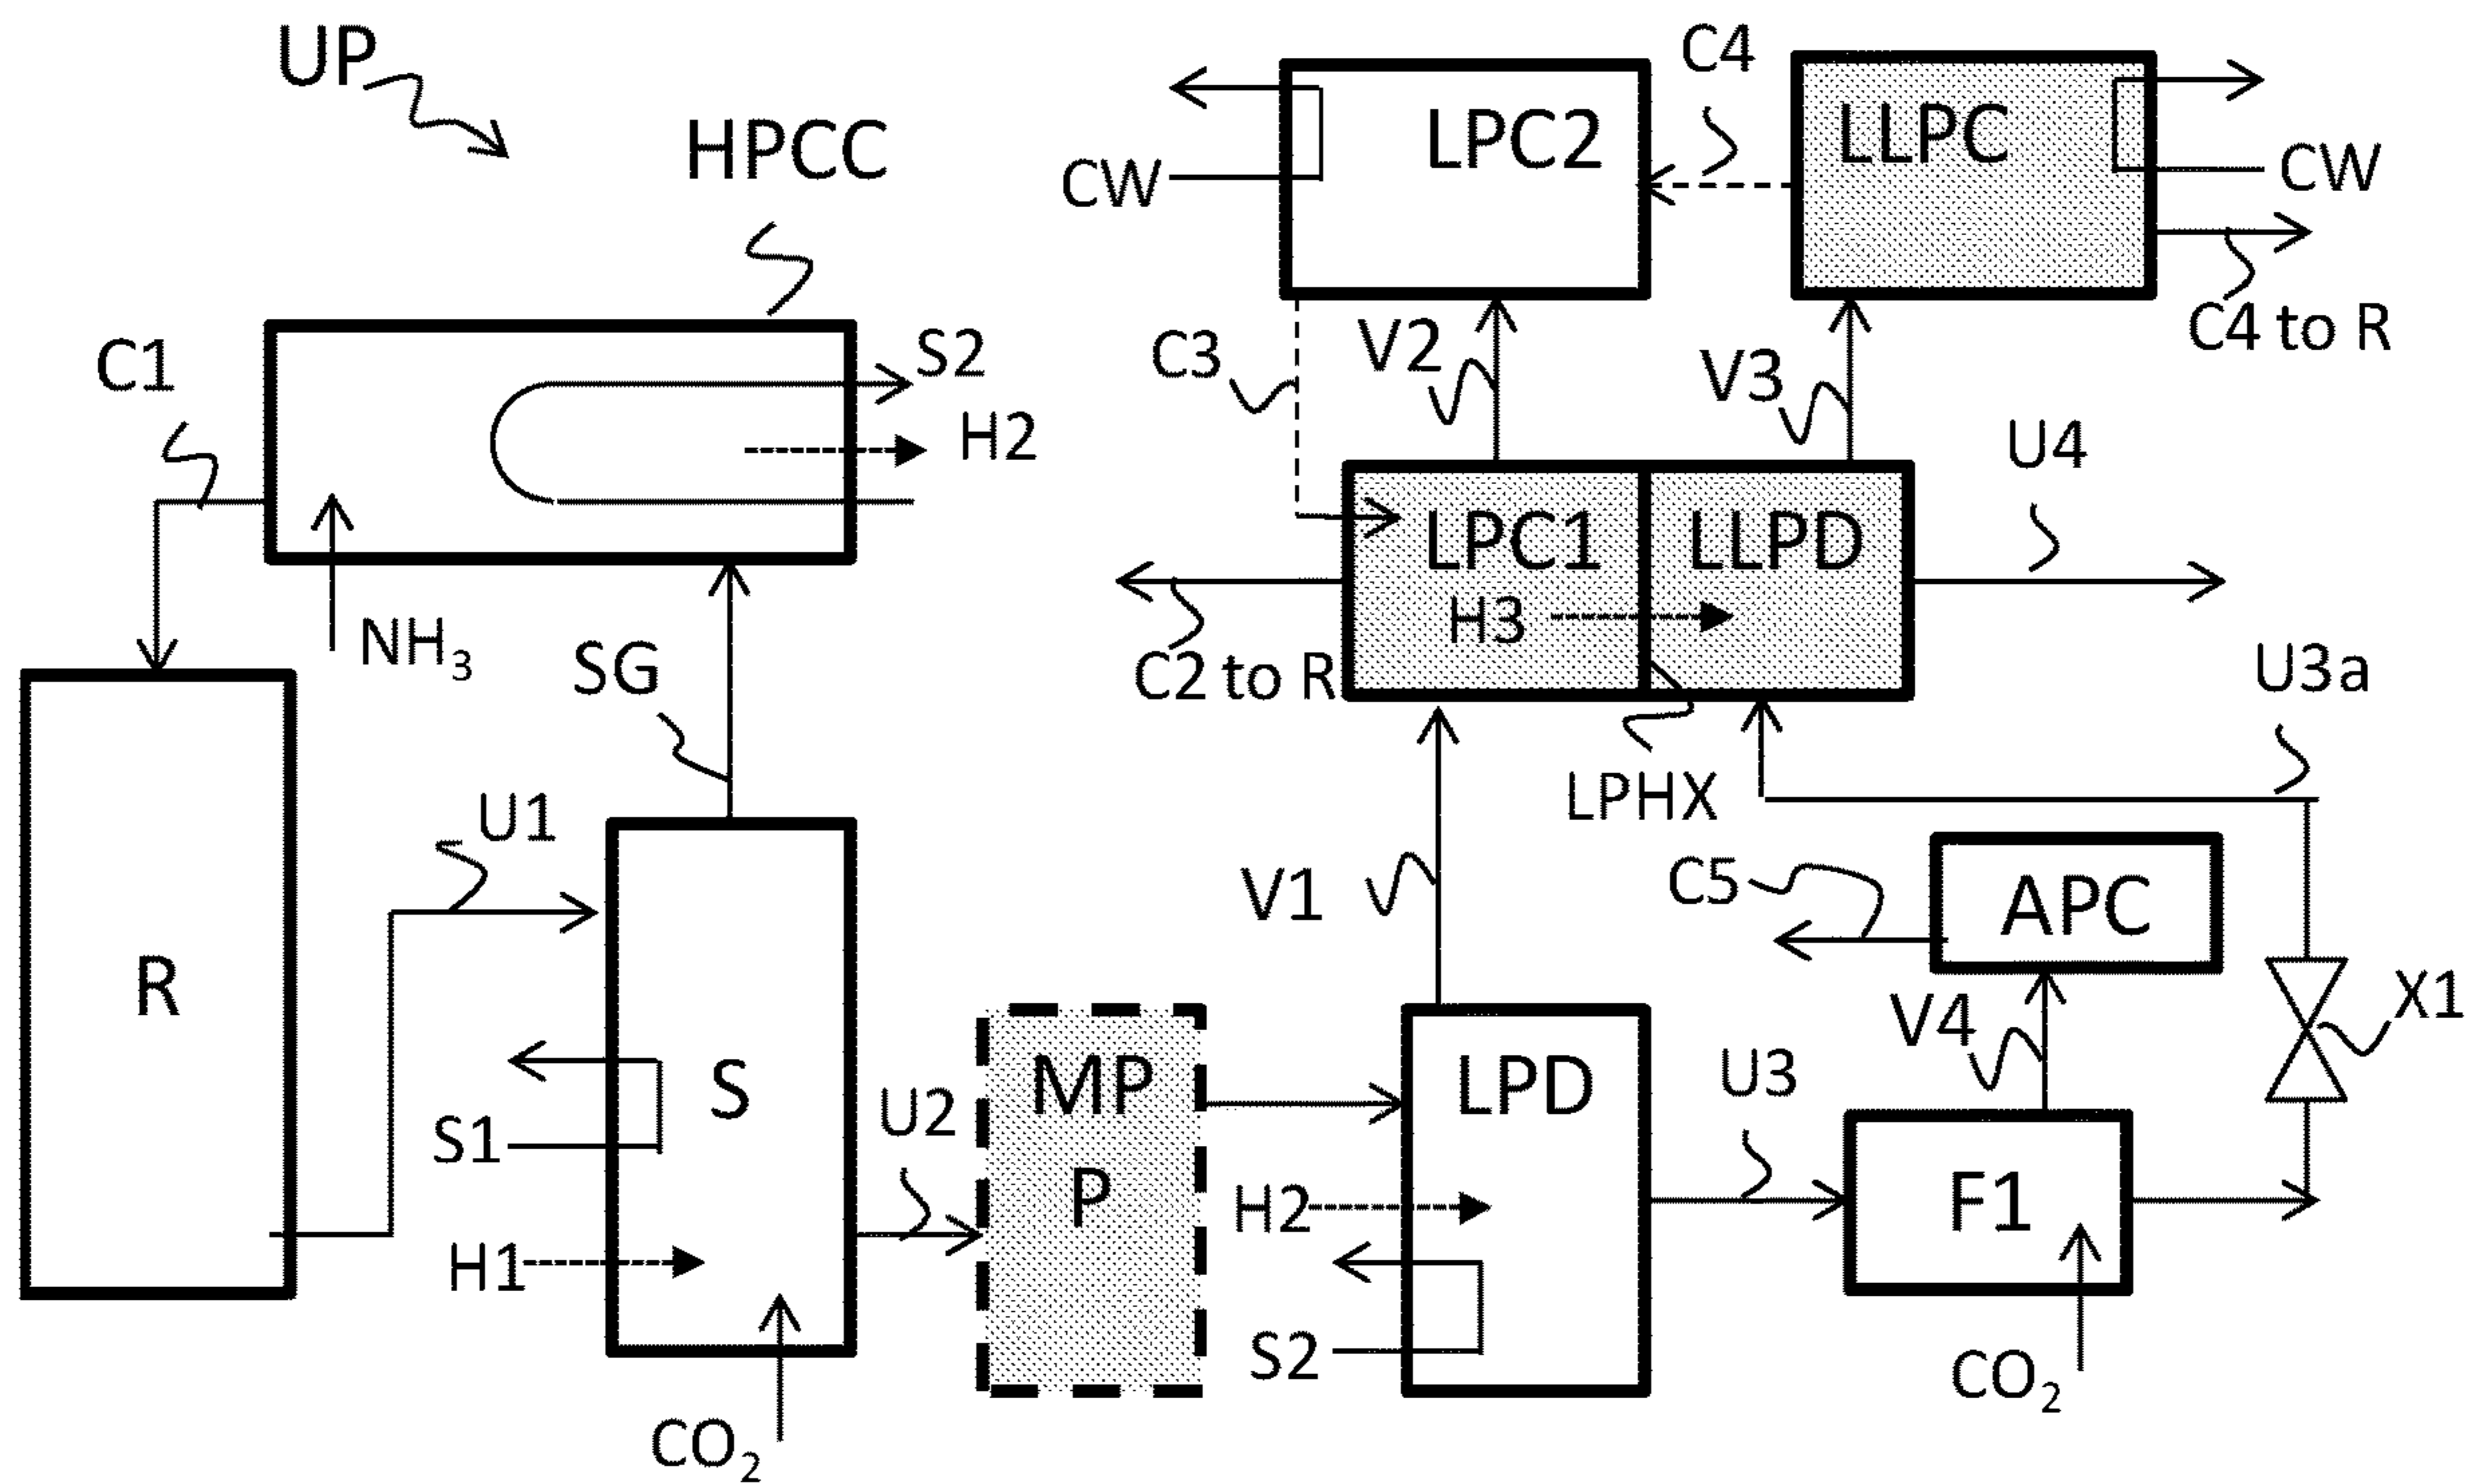 UP
HPCC
C1
S2
H2
NH3
SG
R
U1
S
S1
H1
CO2
U2
MP
P
CW
LPC2
C4
LLPC
CW
C4 to R
C3
V2
V3
U4
LPC1
LLPD
H3
C2 to R
U3a
LPHX
V1
C5
APC
X1
V4
LPD
U3
H2
F1
S2
CO2